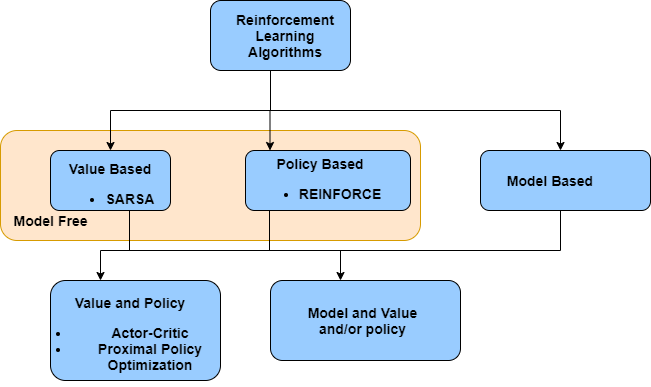 Reinforcement
Learning
Algorithms
Value Based
• SARSA
Policy Based
• REINFORCE
Model Based
Model Free
Value and Policy
• Actor-Critic
• Proximal Policy
Optimization
Model and Value
and/or policy